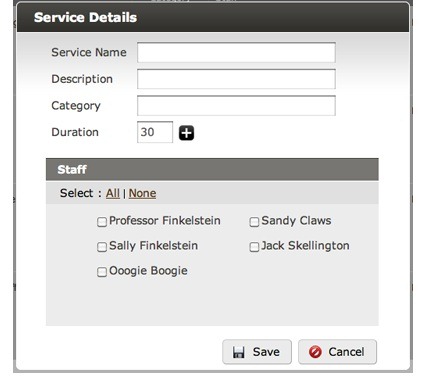 Service Details
Service Name
Description
Category
Duration 30
Staff
Select : All | None
Professor Finkelstein Sandy Claws
Sally Finkelstein Jack Skellington
Ooogie Boogie
Save Cancel